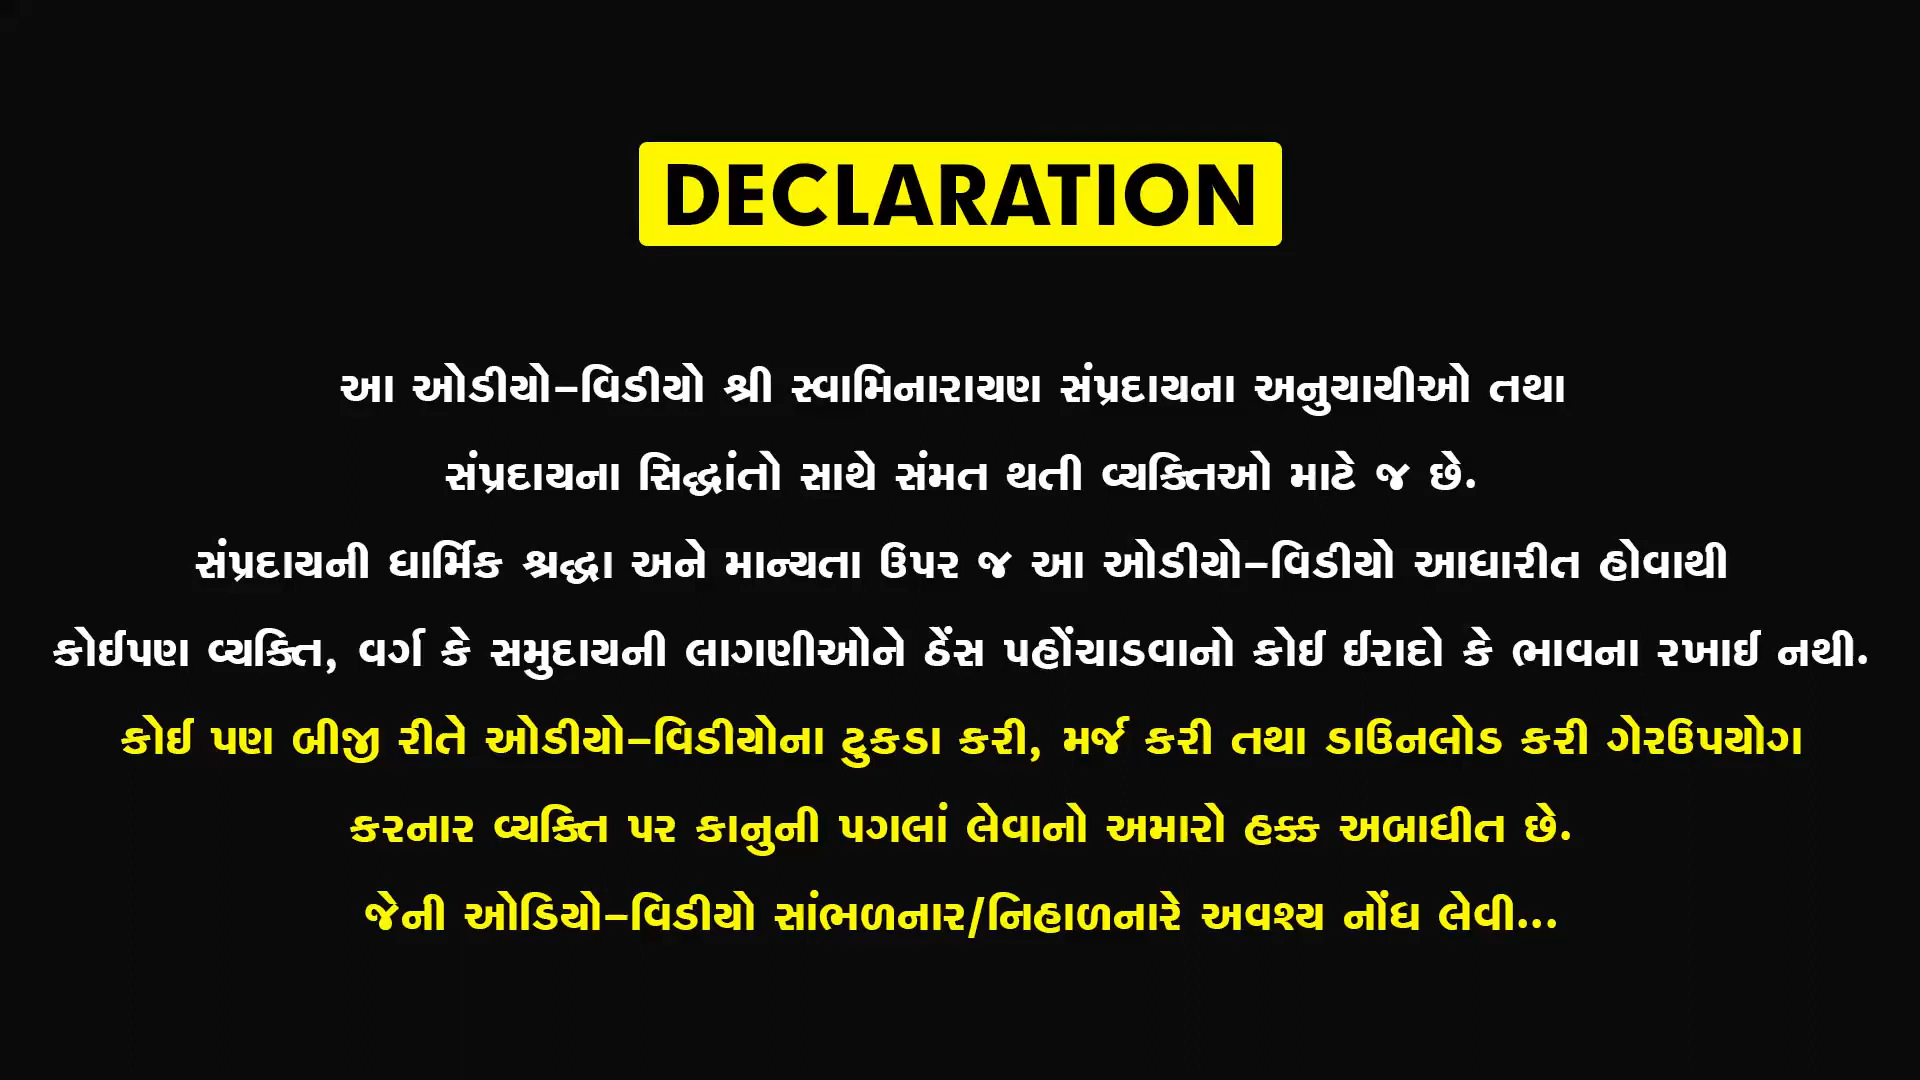 DECLARATION
આ ઓડીયો-વિડીયો શ્રી સ્વામિનારાયણ સંપ્રદાયના અનુયાયીઓ તથા
સંપ્રદાયના સિદ્ધાંતો સાથે સંમત થતી વ્યક્તિઓ માટે જ છે.
સંપ્રદાયની ધાર્મિક શ્રદ્ધા અને માન્યતા ઉપર જ આ ઓડીયો-વિડીયો આધારીત હોવાથી
કોઈપણ વ્યક્તિ, વર્ગ કે સમુદાયની લાગણીઓને ઠેંસ પહોંચાડવાનો કોઈ ઈરાદો કે ભાવના રખાઈ નથી.
કોઈ પણ બીજી રીતે ઓડીયો-વિડીયોના ટુકડા કરી, મર્જ કરી તથા ડાઉનલોડ કરી ગેરઉપયોગ
કરનાર વ્યક્તિ પર કાનુની પગલાં લેવાનો અમારો હક્ક અબાધીત છે.
જેની ઓડિયો-વિડીયો સાંભળનાર/નિહાળનારે અવશ્ય નોંધ લેવી...